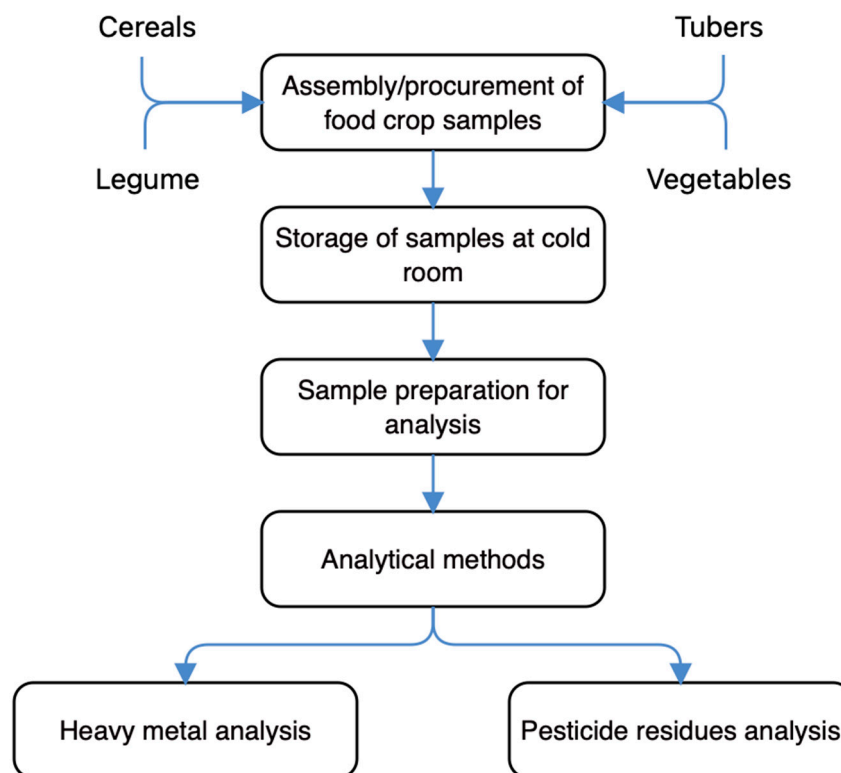 Cereals
Tubers
Assembly/procurement of
food crop samples
Legume
Vegetables
Storage of samples at cold
room
Sample preparation for
analysis
Analytical methods
Heavy metal analysis
Pesticide residues analysis